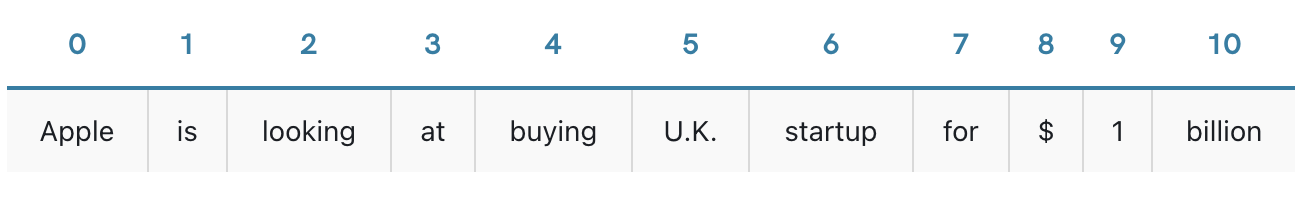 0 1 2 3 4 5 6 7 8 9 10
Apple is looking at buying U.K. startup for $ 1 billion